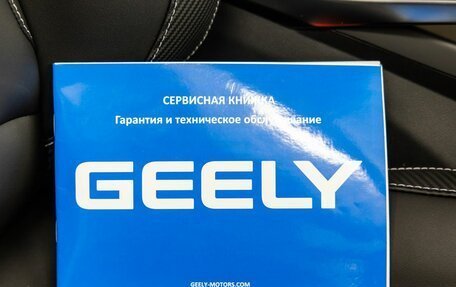 СЕРВИСНАЯ КНИЖКА
Гарантия и техническое обслуживание
GEELY
GEELY-MOTORS.COM